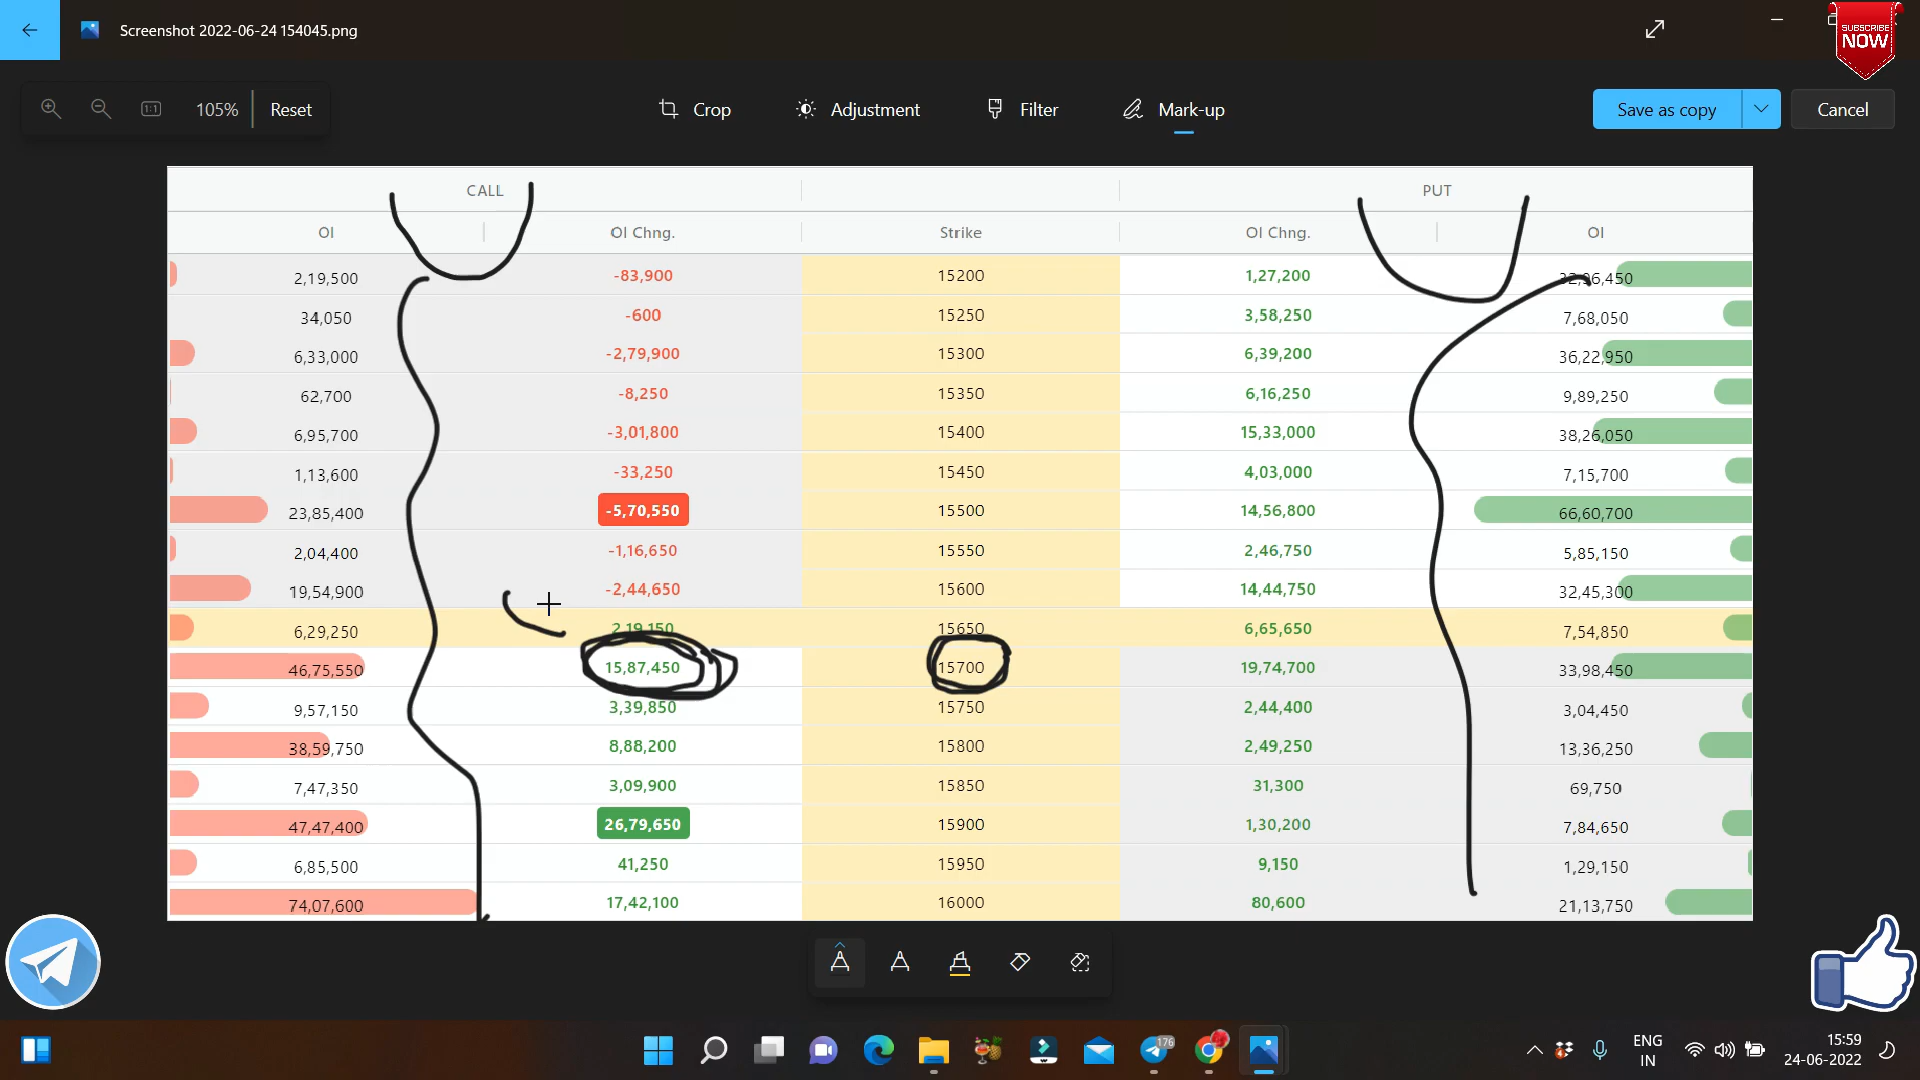 Screenshot 2022-06-24 154045.png
SUBSCRIBE
NOW
105% Reset Crop Adjustment Filter Mark-up Save as copy Cancel
CALL PUT
OI OI Chng. Strike OI Chng. OI
2,19,500 -83,900 15200 1,27,200 32,96,450
34,050 -600 15250 3,58,250 7,68,050
6,33,000 -2,79,900 15300 6,39,200 36,22,950
62,700 -8,250 15350 6,16,250 9,89,250
6,95,700 -3,01,800 15400 15,33,000 38,26,050
1,13,600 -33,250 15450 4,03,000 7,15,700
23,85,400 -5,70,550 15500 14,56,800 66,60,700
2,04,400 -1,16,650 15550 2,46,750 5,85,150
19,54,900 -2,44,650 15600 14,44,750 32,45,300
6,29,250 2,19,150 15650 6,65,650 7,54,850
46,75,550 15,87,450 15700 19,74,700 33,98,450
9,57,150 3,39,850 15750 2,44,400 3,04,450
38,59,750 8,88,200 15800 2,49,250 13,36,250
7,47,350 3,09,900 15850 31,300 69,750
47,47,400 26,79,650 15900 1,30,200 7,84,650
6,85,500 41,250 15950 9,150 1,29,150
74,07,600 17,42,100 16000 80,600 21,13,750
176
ENG
IN
15:59
24-06-2022